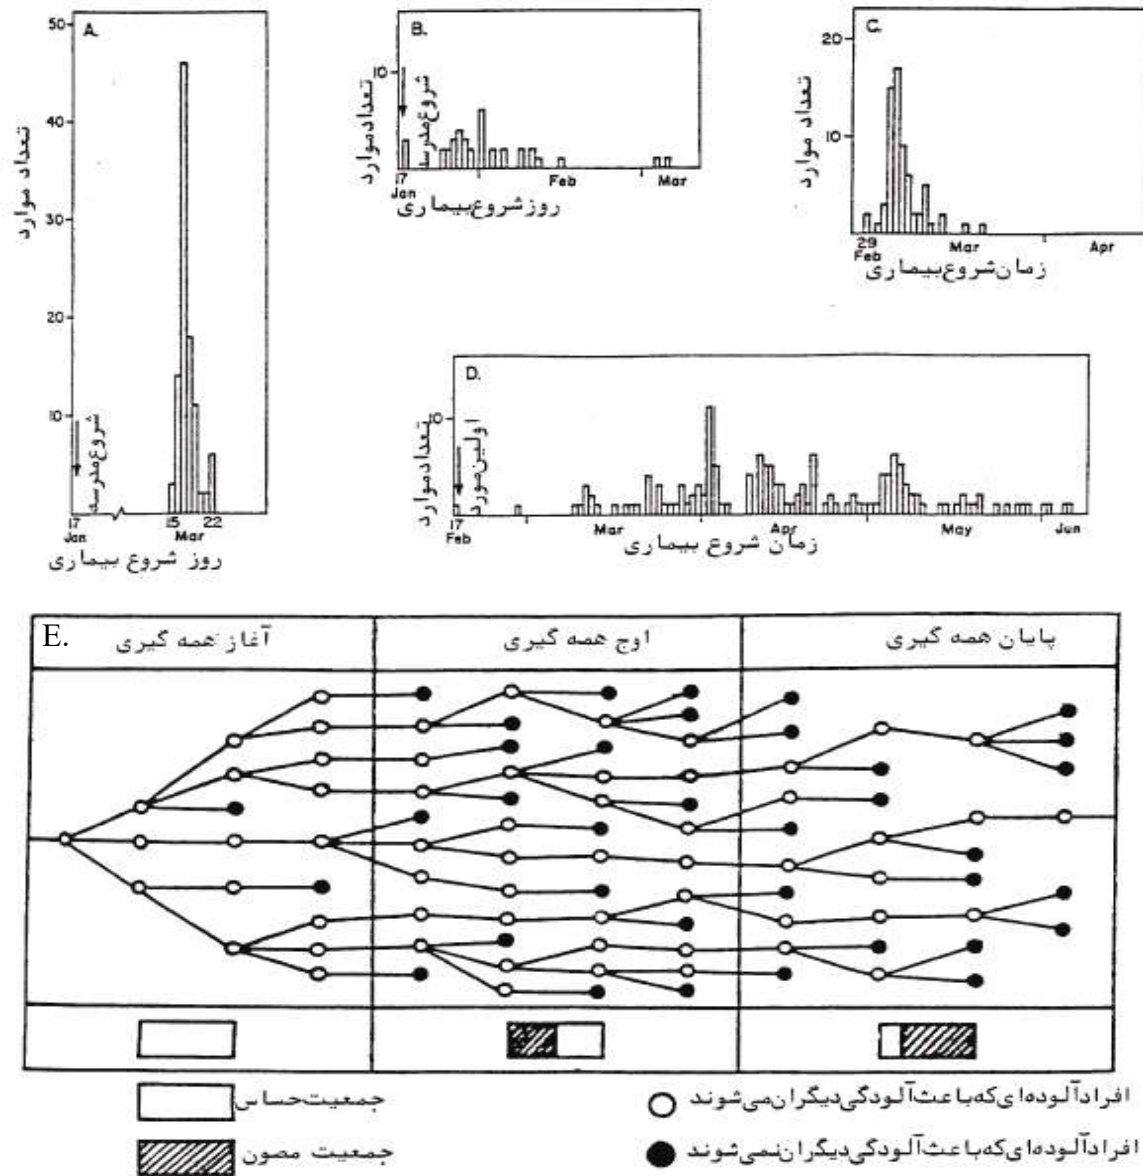 A.
50
40
30
20
10
تعداد موارد
شروع مدرسه
17
Jan
15
22
Mar
روز شروع بیماری
B.
10
تعداد موارد
شروع مدرسه
17
Jan
Feb
Mar
روز شروع بیماری
C.
20
10
تعداد موارد
29
Feb
Mar
Apr
زمان شروع بیماری
D.
10
تعداد موارد
اولین مورد
17
Feb
Mar
Apr
May
Jun
زمان شروع بیماری
E.
آغاز همه گیری
اوج همه گیری
پایان همه گیری
جمعیت حساس
جمعیت مصون
افراد آلوده ای که باعث آلودگی دیگران می شوند
افراد آلوده ای که باعث آلودگی دیگران نمی شوند